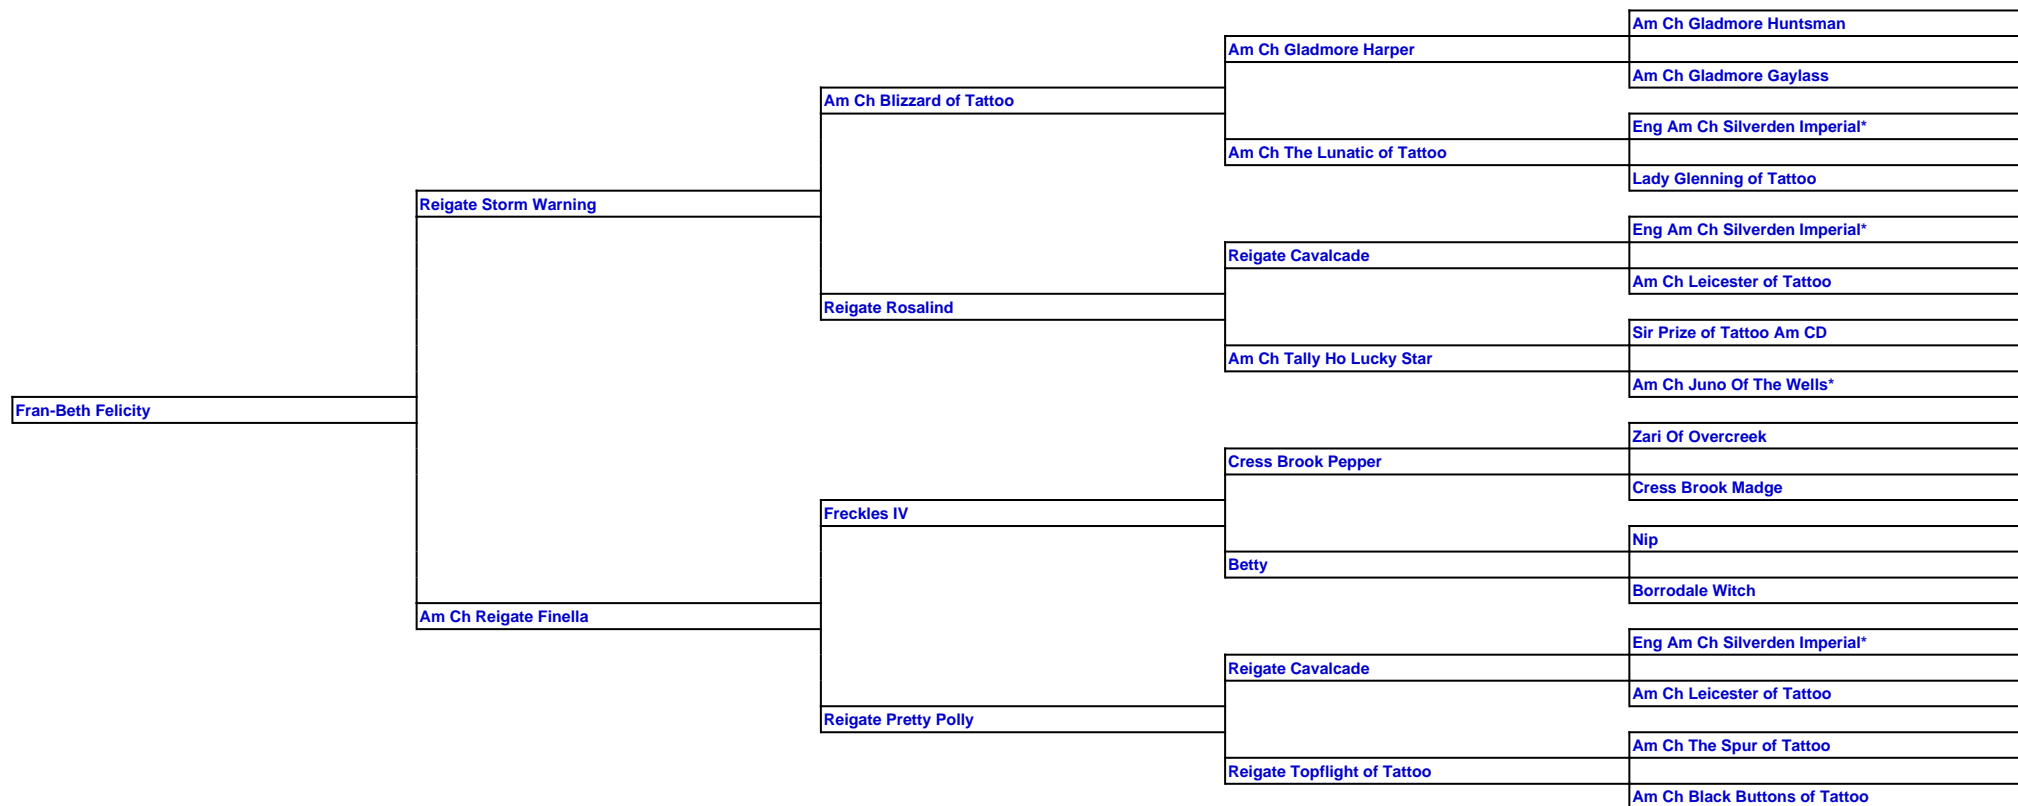 Am Ch Gladmore Huntsman
Am Ch Gladmore Harper
Am Ch Gladmore Gaylass
Am Ch Blizzard of Tattoo
Eng Am Ch Silverden Imperial*
Am Ch The Lunatic of Tattoo
Lady Glenning of Tattoo
Reigate Storm Warning
Eng Am Ch Silverden Imperial*
Reigate Cavalcade
Am Ch Leicester of Tattoo
Reigate Rosalind
Sir Prize of Tattoo Am CD
Am Ch Tally Ho Lucky Star
Am Ch Juno Of The Wells*
Fran-Beth Felicity
Zari Of Overcreek
Cress Brook Pepper
Cress Brook Madge
Freckles IV
Nip
Betty
Borrodale Witch
Am Ch Reigate Finella
Eng Am Ch Silverden Imperial*
Reigate Cavalcade
Am Ch Leicester of Tattoo
Reigate Pretty Polly
Am Ch The Spur of Tattoo
Reigate Topflight of Tattoo
Am Ch Black Buttons of Tattoo